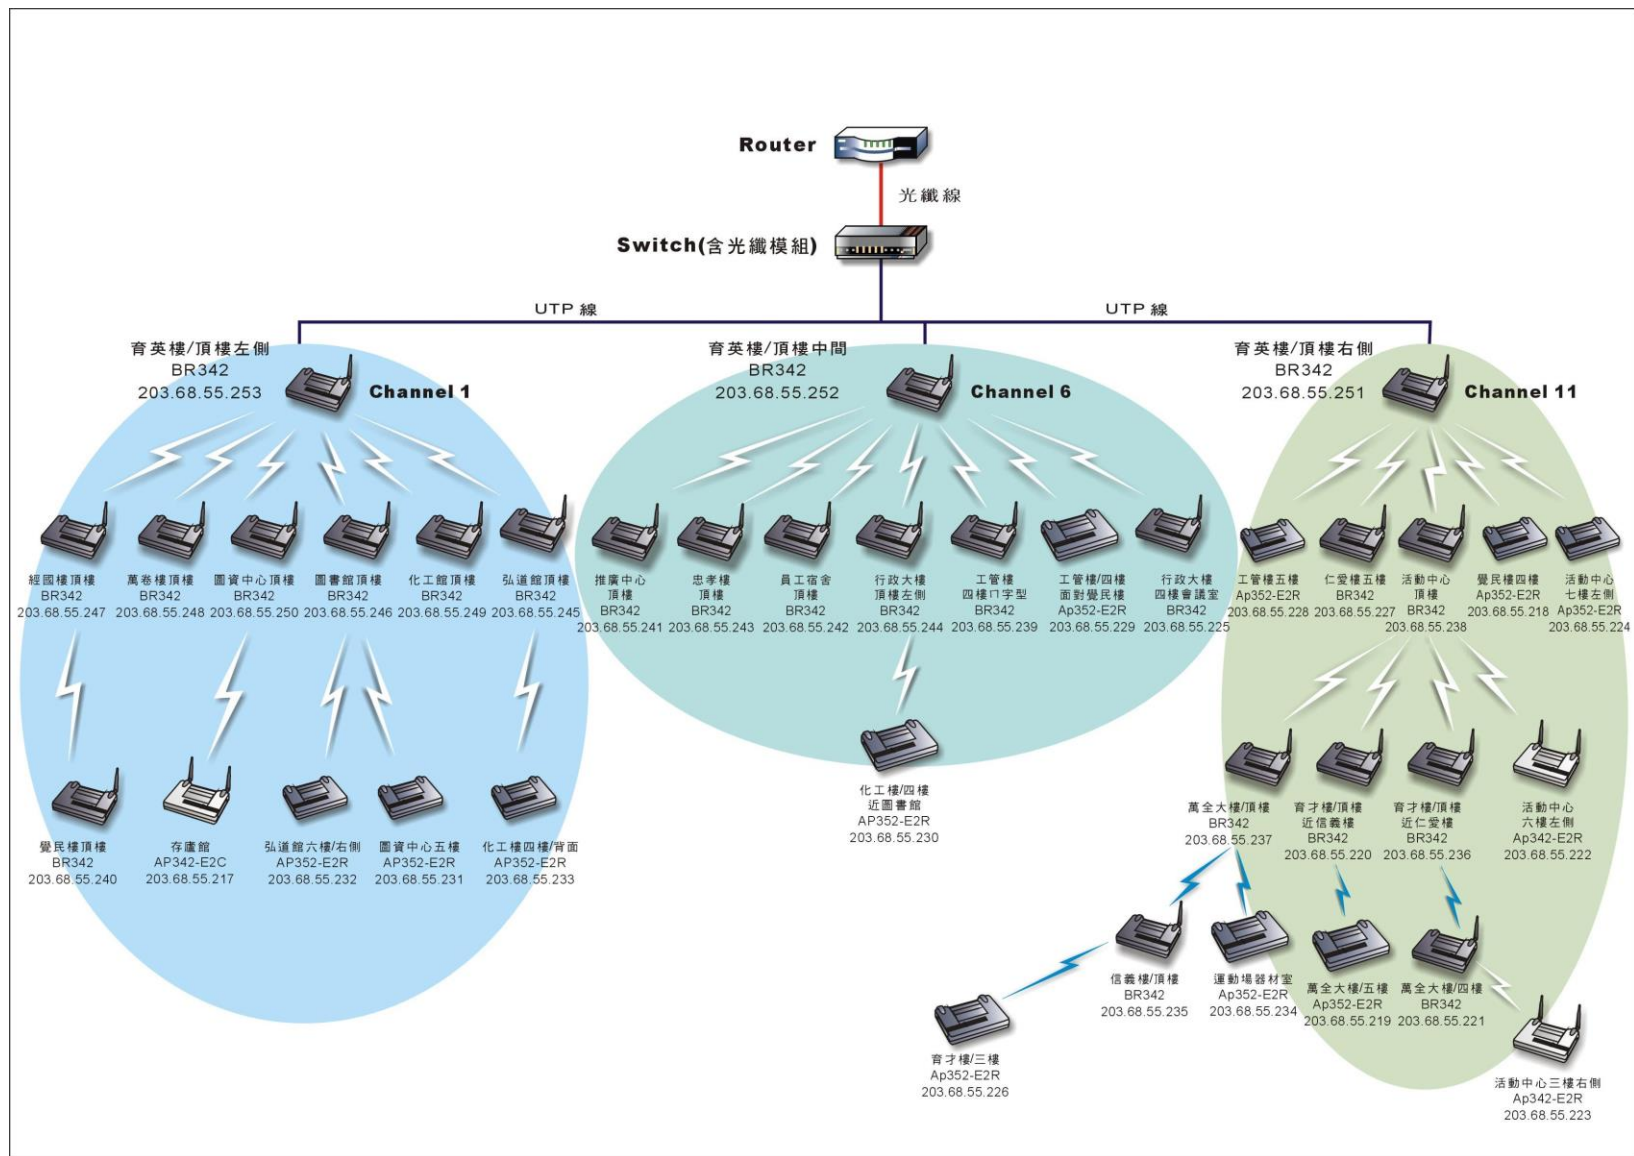 Router
光纖線
Switch(含光纖模組)
UTP 線
UTP 線
育英樓/頂樓左側
BR342
203.68.55.253
Channel 1
育英樓/頂樓中間
BR342
203.68.55.252
Channel 6
育英樓/頂樓右側
BR342
203.68.55.251
Channel 11
經國樓頂樓
BR342
203.68.55.247
萬卷樓頂樓
BR342
203.68.55.248
圖資中心頂樓
BR342
203.68.55.250
圖書館頂樓
BR342
203.68.55.246
化工館頂樓
BR342
203.68.55.249
弘道館頂樓
BR342
203.68.55.245
推廣中心
頂樓
BR342
203.68.55.241
忠孝樓
頂樓
BR342
203.68.55.243
員工宿舍
頂樓
BR342
203.68.55.242
行政大樓
頂樓左側
BR342
203.68.55.244
工管樓
四樓ㄇ字型
BR342
203.68.55.239
工管樓/四樓
面對覺民樓
Ap352-E2R
203.68.55.229
行政大樓
四樓會議室
BR342
203.68.55.225
工管樓五樓
Ap352-E2R
203.68.55.228
仁愛樓五樓
BR342
203.68.55.227
活動中心
頂樓
BR342
203.68.55.238
覺民樓四樓
Ap352-E2R
203.68.55.218
活動中心
七樓左側
Ap352-E2R
203.68.55.224
覺民樓頂樓
BR342
203.68.55.240
存廬館
AP342-E2C
203.68.55.217
弘道館六樓/右側
AP352-E2R
203.68.55.232
圖資中心五樓
AP352-E2R
203.68.55.231
化工樓四樓/背面
AP352-E2R
203.68.55.233
化工樓/四樓
近圖書館
AP352-E2R
203.68.55.230
萬全大樓/頂樓
BR342
203.68.55.237
育才樓/頂樓
近信義樓
BR342
203.68.55.220
育才樓/頂樓
近仁愛樓
BR342
203.68.55.236
活動中心
六樓左側
Ap342-E2R
203.68.55.222
信義樓/頂樓
BR342
203.68.55.235
運動場器材室
Ap352-E2R
203.68.55.234
萬全大樓/五樓
Ap352-E2R
203.68.55.219
萬全大樓/四樓
BR342
203.68.55.221
育才樓/三樓
Ap352-E2R
203.68.55.226
活動中心三樓右側
Ap342-E2R
203.68.55.223